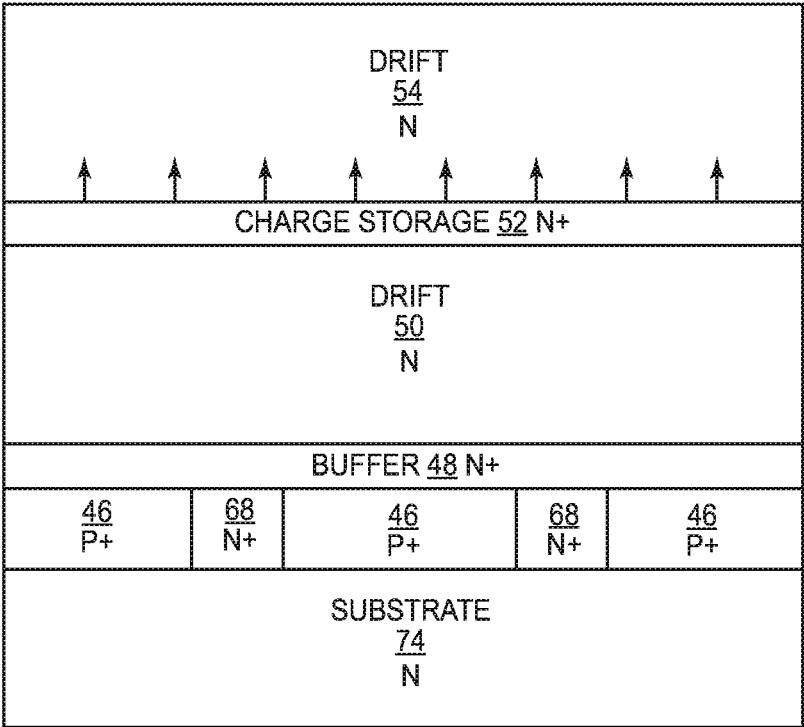 DRIFT
54
N
CHARGE STORAGE 52 N+
DRIFT
50
N
BUFFER 48 N+
46 68 46 68 46
P+ N+ P+ N+ P+
SUBSTRATE
74
N